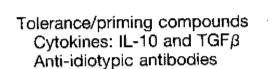 Tolerance/priming compounds
Cytokines: IL-10 and TGFβ
Anti-idiotypic antibodies